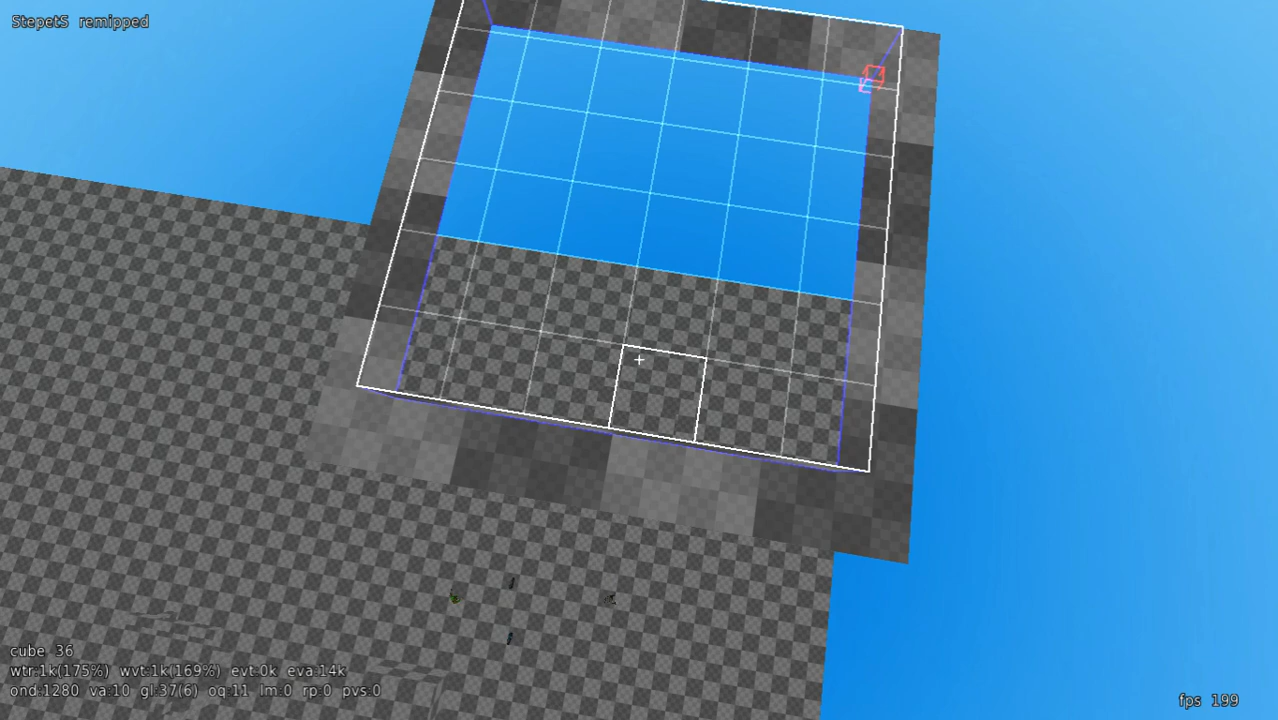 StepetS remipped
cube 36
wtr:1k(175%) wvt:1k(169%) evt:0k eva:14k
ond:1280 va:10 gl:37(6) oq:11 lm:0 rp:0 pvs:0
fps 199